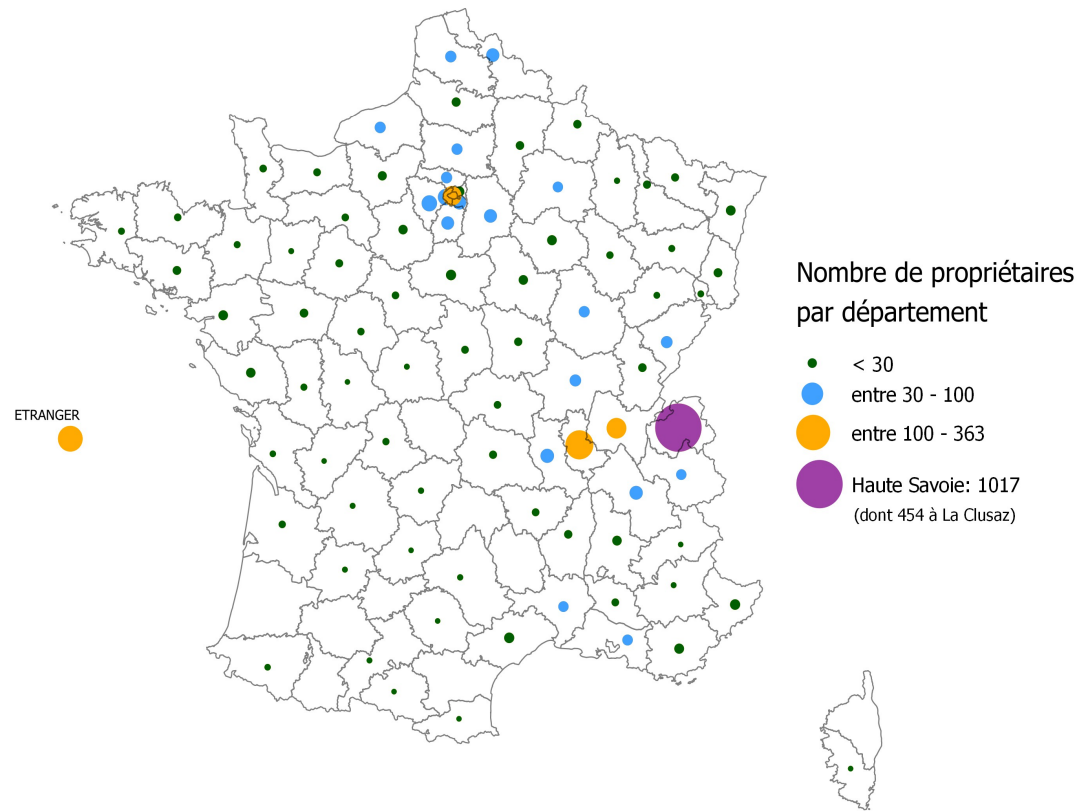 Nombre de propriétaires
par département
< 30
ETRANGER
entre 30 - 100
entre 100 - 363
Haute Savoie: 1017
(dont 454 à La Clusaz)